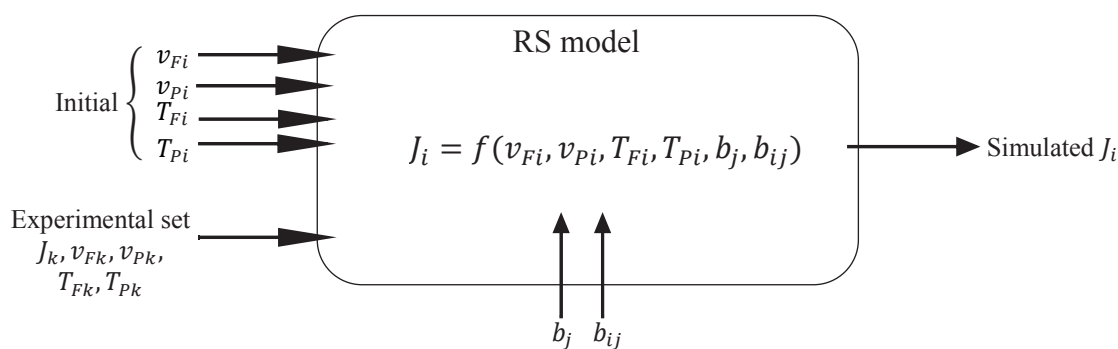 RS model
Initial
v_{Fi}
v_{Pi}
T_{Fi}
T_{Pi}
J_i = f(v_{Fi}, v_{Pi}, T_{Fi}, T_{Pi}, b_j, b_{ij})
Simulated J_i
Experimental set
J_k, v_{Fk}, v_{Pk},
T_{Fk}, T_{Pk}
b_j b_{ij}